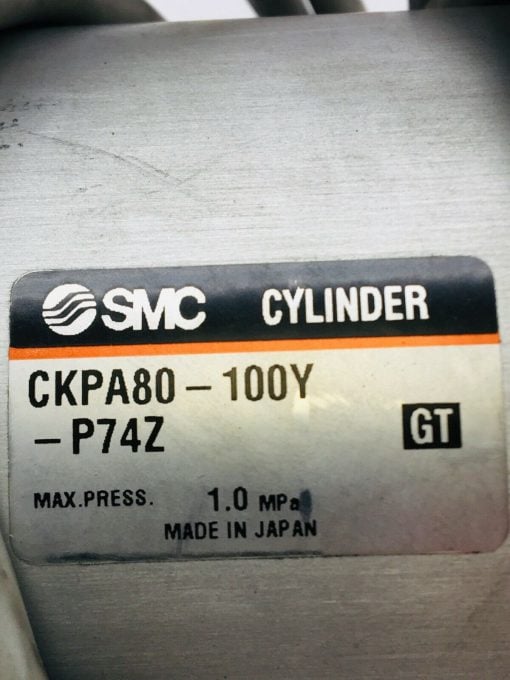 SMC CYLINDER
CKPA80-100Y
-P74Z
GT
MAX.PRESS. 1.0 MPa
MADE IN JAPAN